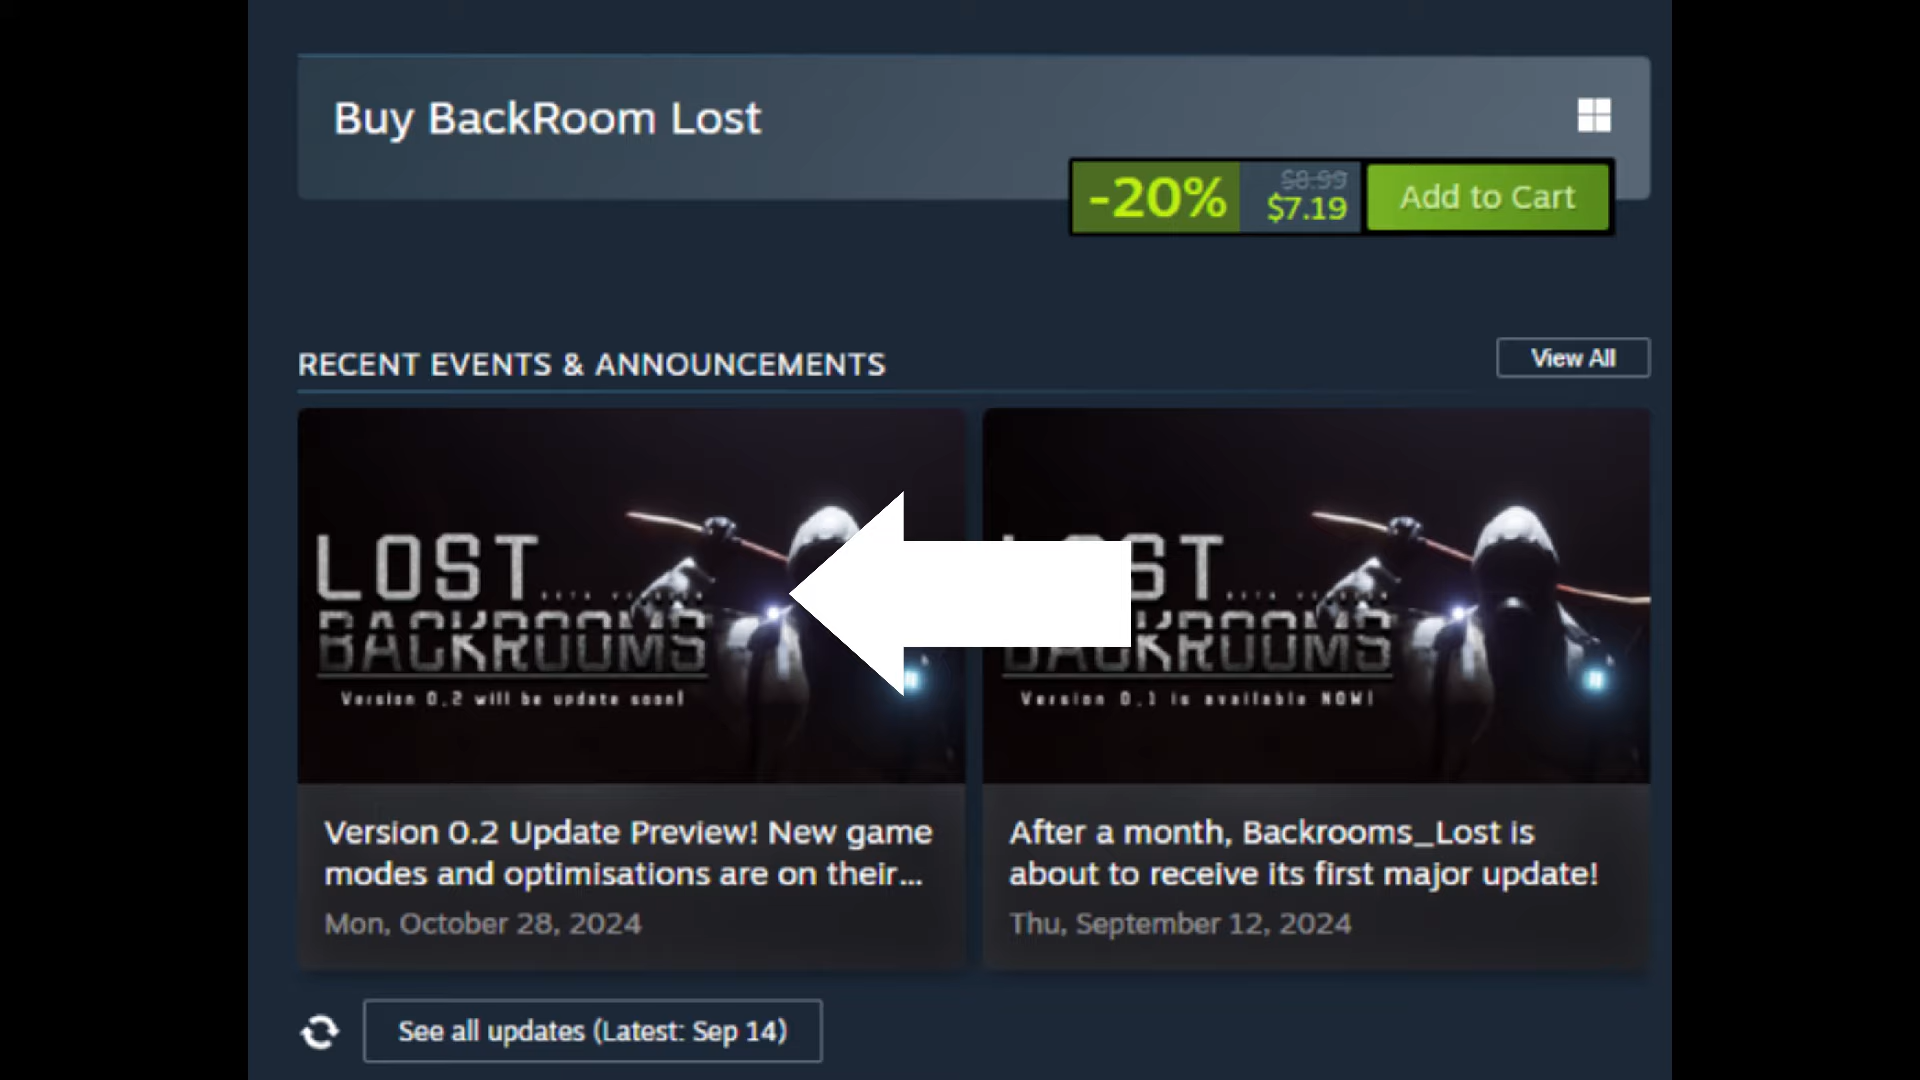 Buy BackRoom Lost
-20%
$8.99
$7.19
Add to Cart
RECENT EVENTS & ANNOUNCEMENTS
View All
LOST
BETA VERSION
BACKROOMS
Version 0.2 will be update soon!
BACKROOMS
Version 0.1 is available NOW!
Version 0.2 Update Preview! New game
modes and optimisations are on their...
Mon, October 28, 2024
After a month, Backrooms_Lost is
about to receive its first major update!
Thu, September 12, 2024
See all updates (Latest: Sep 14)